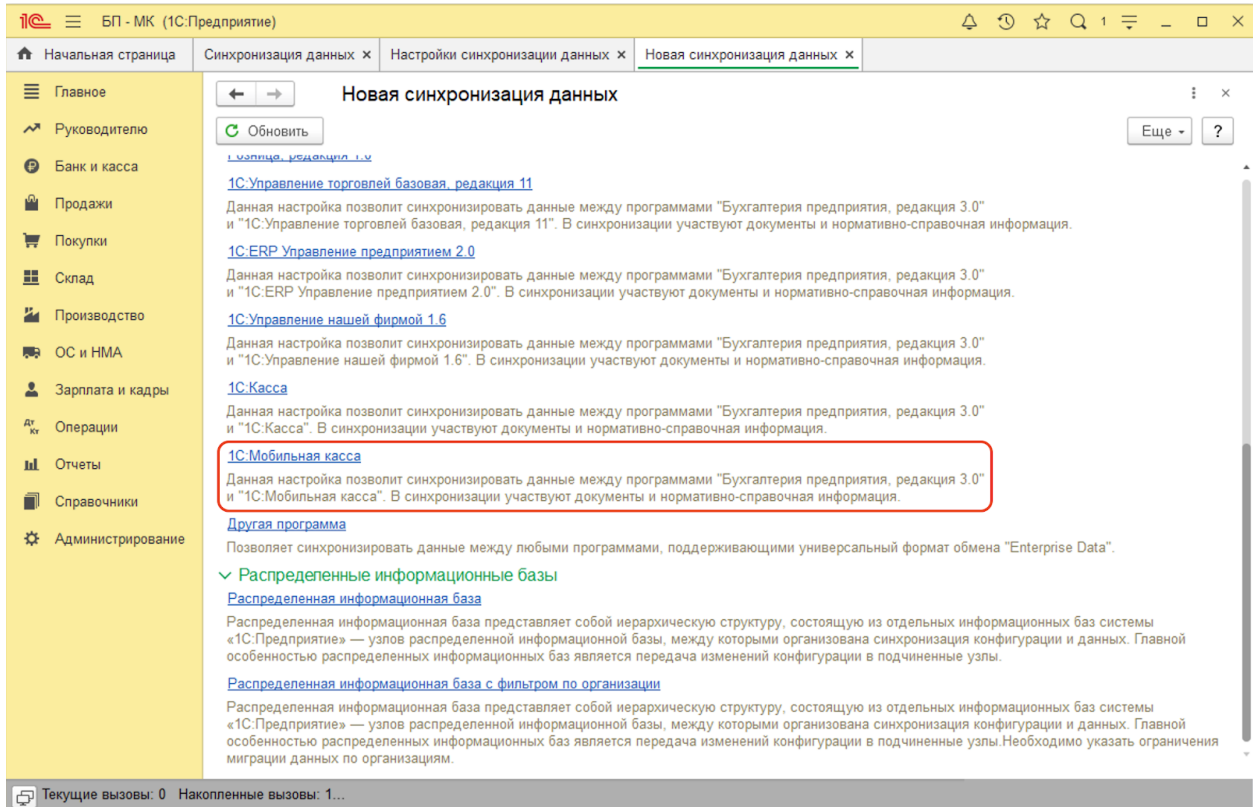 1С БП - МК (1С:Предприятие) 1
Начальная страница Синхронизация данных × Настройки синхронизации данных × Новая синхронизация данных ×
Главное
Руководителю
Банк и касса
Продажи
Покупки
Склад
Производство
ОС и НМА
Зарплата и кадры
Дт Кт Операции
Отчеты
Справочники
Администрирование
Новая синхронизация данных
Обновить Еще ?
Розница, редакция 1.0
1С:Управление торговлей базовая, редакция 11
Данная настройка позволит синхронизировать данные между программами "Бухгалтерия предприятия, редакция 3.0"
и "1С:Управление торговлей базовая, редакция 11". В синхронизации участвуют документы и нормативно-справочная информация.
1С:ERP Управление предприятием 2.0
Данная настройка позволит синхронизировать данные между программами "Бухгалтерия предприятия, редакция 3.0"
и "1С:ERP Управление предприятием 2.0". В синхронизации участвуют документы и нормативно-справочная информация.
1С:Управление нашей фирмой 1.6
Данная настройка позволит синхронизировать данные между программами "Бухгалтерия предприятия, редакция 3.0"
и "1С:Управление нашей фирмой 1.6". В синхронизации участвуют документы и нормативно-справочная информация.
1С:Касса
Данная настройка позволит синхронизировать данные между программами "Бухгалтерия предприятия, редакция 3.0"
и "1С:Касса". В синхронизации участвуют документы и нормативно-справочная информация.
1С:Мобильная касса
Данная настройка позволит синхронизировать данные между программами "Бухгалтерия предприятия, редакция 3.0"
и "1С:Мобильная касса". В синхронизации участвуют документы и нормативно-справочная информация.
Другая программа
Позволяет синхронизировать данные между любыми программами, поддерживающими универсальный формат обмена "Enterprise Data".
Распределенные информационные базы
Распределенная информационная база
Распределенная информационная база представляет собой иерархическую структуру, состоящую из отдельных информационных баз системы
«1С:Предприятие» — узлов распределенной информационной базы, между которыми организована синхронизация конфигурации и данных. Главной
особенностью распределенных информационных баз является передача изменений конфигурации в подчиненные узлы.
Распределенная информационная база с фильтром по организации
Распределенная информационная база представляет собой иерархическую структуру, состоящую из отдельных информационных баз системы
«1С:Предприятие» — узлов распределенной информационной базы, между которыми организована синхронизация конфигурации и данных. Главной
особенностью распределенных информационных баз является передача изменений конфигурации в подчиненные узлы.Необходимо указать ограничения
миграции данных по организациям.
Текущие вызовы: 0 Накопленные вызовы: 1...